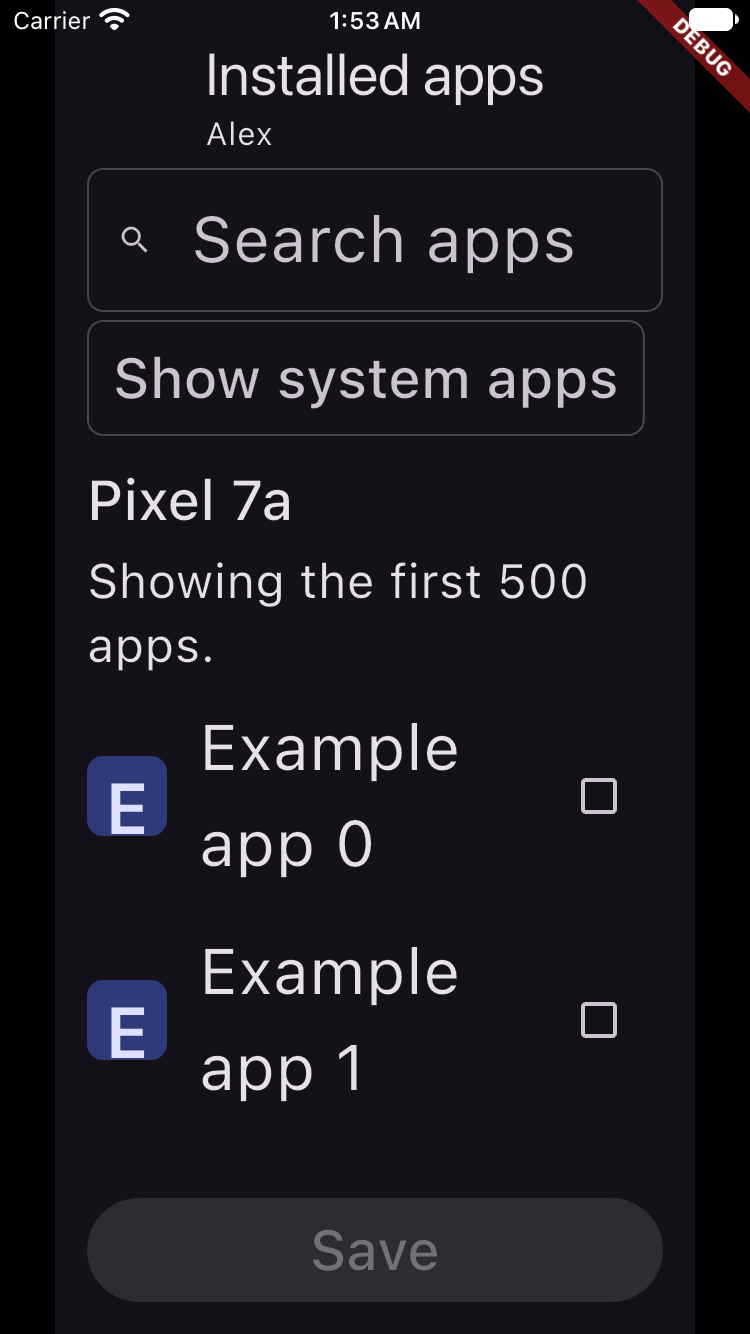 Carrier 1:53 AM
DEBUG
Installed apps
Alex
Search apps
Show system apps
Pixel 7a
Showing the first 500
apps.
Example
E
app 0
Example
E
app 1
Save